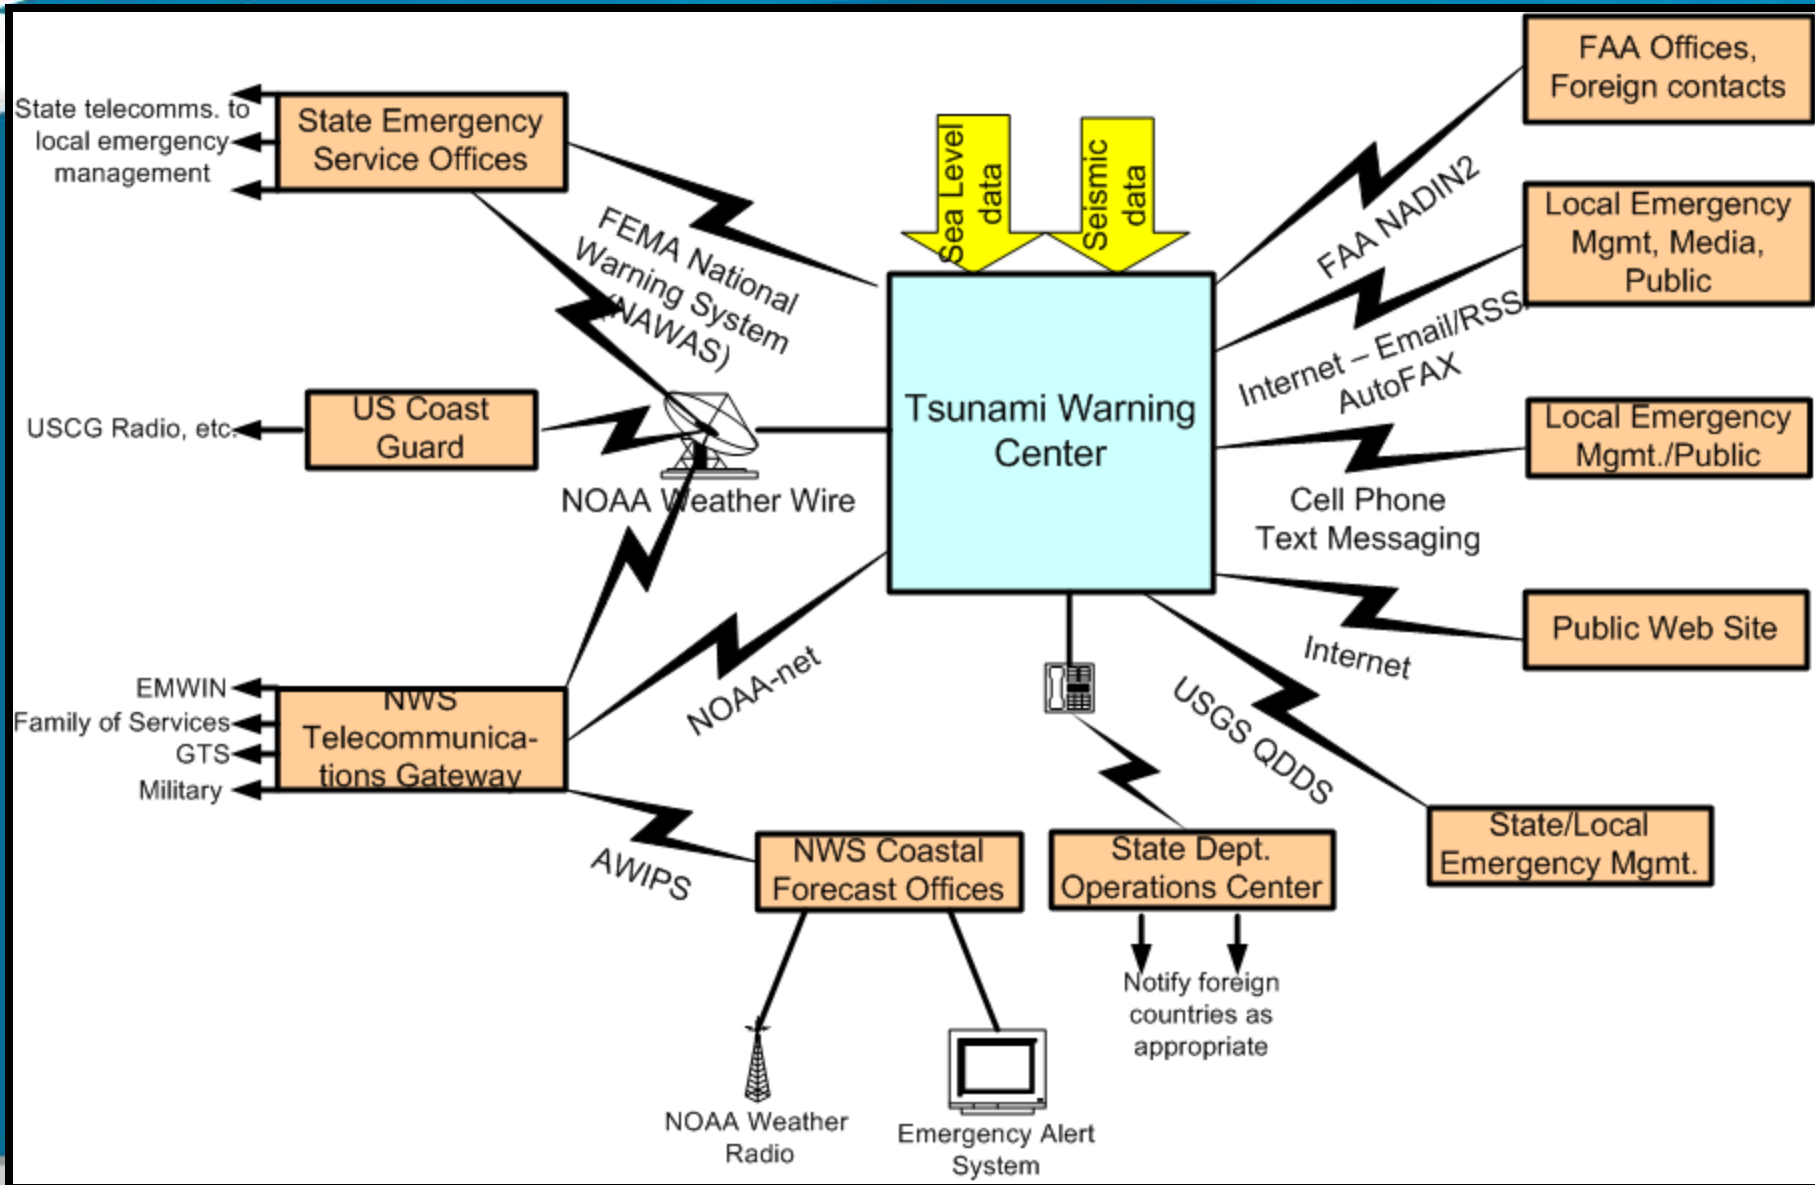 State telecomms. to
local emergency
management
State Emergency
Service Offices
FEMA National
Warning System
(NAWAS)
Sea Level
data
Seismic
data
FAA Offices,
Foreign contacts
FAA NADIN2
Local Emergency
Mgmt, Media,
Public
Internet – Email/RSS/
AutoFAX
USCG Radio, etc.
US Coast
Guard
NOAA Weather Wire
Tsunami Warning
Center
Local Emergency
Mgmt./Public
Cell Phone
Text Messaging
Public Web Site
Internet
EMWIN
Family of Services
GTS
Military
NWS
Telecommunica-
tions Gateway
NOAA-net
USGS QDDS
AWIPS
NWS Coastal
Forecast Offices
State Dept.
Operations Center
State/Local
Emergency Mgmt.
Notify foreign
countries as
appropriate
NOAA Weather
Radio
Emergency Alert
System